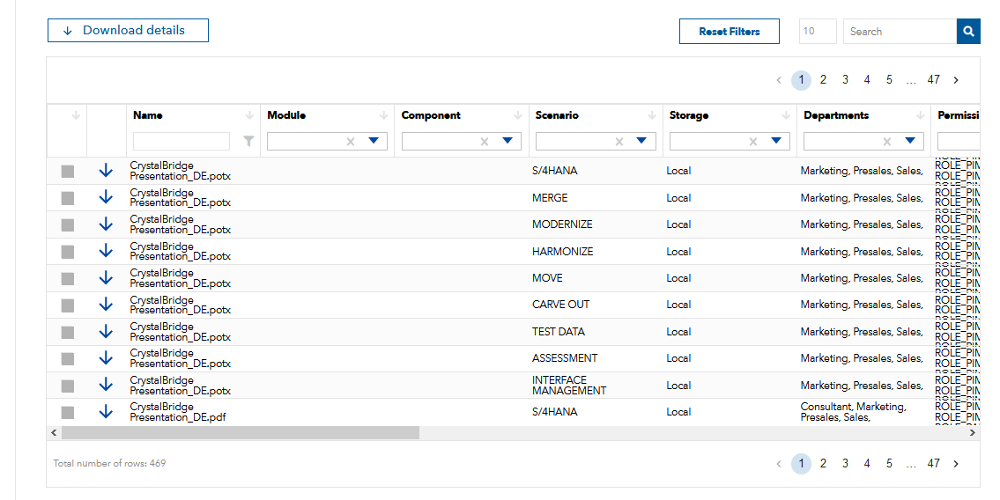 Download details
Reset Filters 10 Search
1 2 3 4 5 ... 47
Name Module Component Scenario Storage Departments Permissi
CrystalBridge
Presentation_DE.potx S/4HANA Local Marketing, Presales, Sales, ROLE_PIM
CrystalBridge
Presentation_DE.potx MERGE Local Marketing, Presales, Sales, ROLE_PIM
CrystalBridge
Presentation_DE.potx MODERNIZE Local Marketing, Presales, Sales, ROLE_PIM
CrystalBridge
Presentation_DE.potx HARMONIZE Local Marketing, Presales, Sales, ROLE_PIM
CrystalBridge
Presentation_DE.potx MOVE Local Marketing, Presales, Sales, ROLE_PIM
CrystalBridge
Presentation_DE.potx CARVE OUT Local Marketing, Presales, Sales, ROLE_PIM
CrystalBridge
Presentation_DE.potx TEST DATA Local Marketing, Presales, Sales, ROLE_PIM
CrystalBridge
Presentation_DE.potx ASSESSMENT Local Marketing, Presales, Sales, ROLE_PIM
CrystalBridge
Presentation_DE.potx INTERFACE
MANAGEMENT Local Marketing, Presales, Sales, ROLE_PIM
CrystalBridge
Presentation_DE.pdf S/4HANA Local Consultant, Marketing,
Presales, Sales, ROLE_PIM
Total number of rows: 469 1 2 3 4 5 ... 47